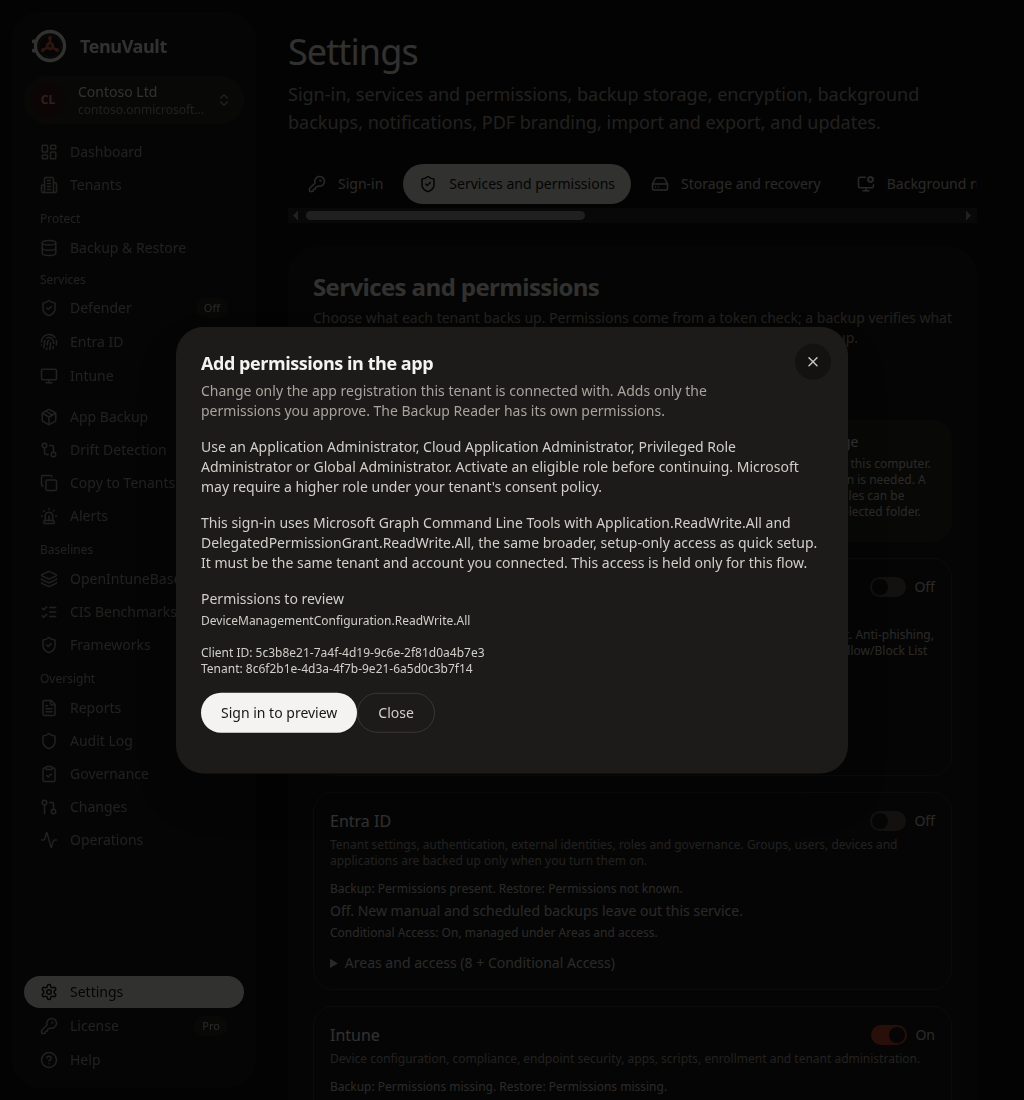 TenuVault
CL
Contoso Ltd
contoso.onmicrosoft...
Dashboard
Tenants
Protect
Backup & Restore
Services
Defender
Off
Entra ID
Intune
App Backup
Drift Detection
Copy to Tenants
Alerts
Baselines
OpenIntuneBase
CIS Benchmarks
Frameworks
Oversight
Reports
Audit Log
Governance
Changes
Operations
Settings
License
Pro
Help
Settings
Sign-in, services and permissions, backup storage, encryption, background
backups, notifications, PDF branding, import and export, and updates.
Sign-in
Services and permissions
Storage and recovery
Background r
Services and permissions
Choose what each tenant backs up. Permissions come from a token check; a backup verifies what
up.
this computer.
n is needed. A
les can be
lected folder.
Off
Anti-phishing,
llow/Block List
Add permissions in the app
Change only the app registration this tenant is connected with. Adds only the
permissions you approve. The Backup Reader has its own permissions.
Use an Application Administrator, Cloud Application Administrator, Privileged Role
Administrator or Global Administrator. Activate an eligible role before continuing. Microsoft
may require a higher role under your tenant's consent policy.
This sign-in uses Microsoft Graph Command Line Tools with Application.ReadWrite.All and
DelegatedPermissionGrant.ReadWrite.All, the same broader, setup-only access as quick setup.
It must be the same tenant and account you connected. This access is held only for this flow.
Permissions to review
DeviceManagementConfiguration.ReadWrite.All
Client ID: 5c3b8e21-7a4f-4d19-9c6e-2f81d0a4b7e3
Tenant: 8c6f2b1e-4d3a-4f7b-9e21-6a5d0c3b7f14
Sign in to preview
Close
Entra ID
Off
Tenant settings, authentication, external identities, roles and governance. Groups, users, devices and
applications are backed up only when you turn them on.
Backup: Permissions present. Restore: Permissions not known.
Off. New manual and scheduled backups leave out this service.
Conditional Access: On, managed under Areas and access.
Areas and access (8 + Conditional Access)
Intune
On
Device configuration, compliance, endpoint security, apps, scripts, enrollment and tenant administration.
Backup: Permissions missing. Restore: Permissions missing.